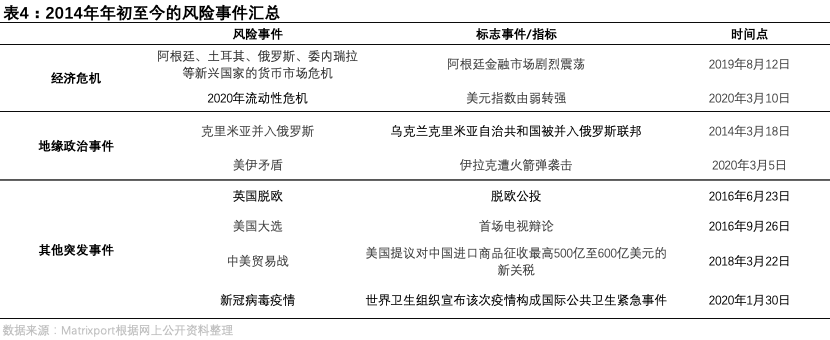 表4：2014年年初至今的风险事件汇总
风险事件 标志事件/指标 时间点
经济危机
阿根廷、土耳其、俄罗斯、委内瑞拉
等新兴国家的货币市场危机
阿根廷金融市场剧烈震荡 2019年8月12日
2020年流动性危机 美元指数由弱转强 2020年3月10日
地缘政治事件
克里米亚并入俄罗斯 乌克兰克里米亚自治共和国被并入俄罗斯联邦 2014年3月18日
美伊矛盾 伊拉克遭火箭弹袭击 2020年3月5日
其他突发事件
英国脱欧 脱欧公投 2016年6月23日
美国大选 首场电视辩论 2016年9月26日
中美贸易战
美国提议对中国进口商品征收最高500亿至600亿美元的
新关税
2018年3月22日
新冠病毒疫情 世界卫生组织宣布该次疫情构成国际公共卫生紧急事件 2020年1月30日
数据来源：Matrixport根据网上公开资料整理